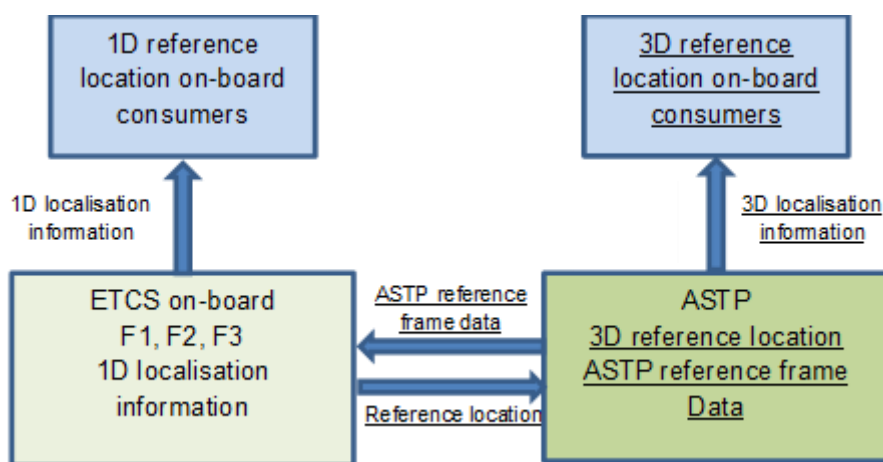 1D reference
location on-board
consumers
3D reference
location on-board
consumers
1D localisation
information
3D localisation
information
ETCS on-board
F1, F2, F3
1D localisation
information
ASTP reference
frame data
Reference location
ASTP
3D reference location
ASTP reference frame
Data